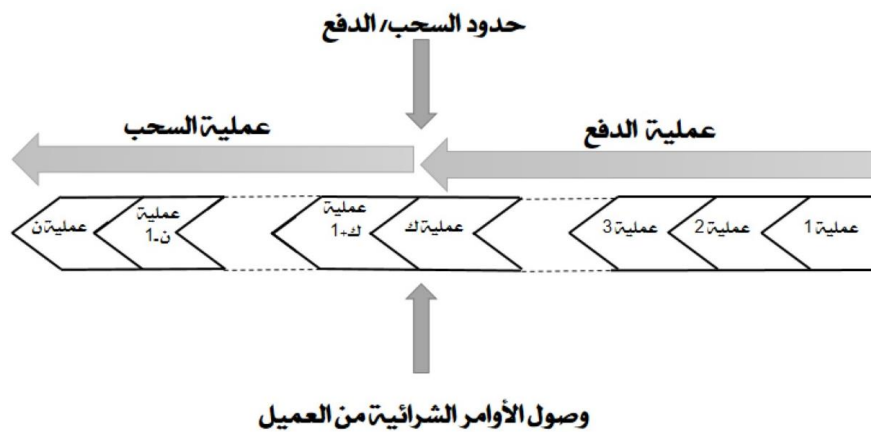 حدود السحب/ الدفع
عملية الدفع
عملية السحب
عملية 1
عملية 2
عملية 3
عملية ك
عملية
ك+1
عملية
ن-1
عملية ن
وصول الأوامر الشرائية من العميل